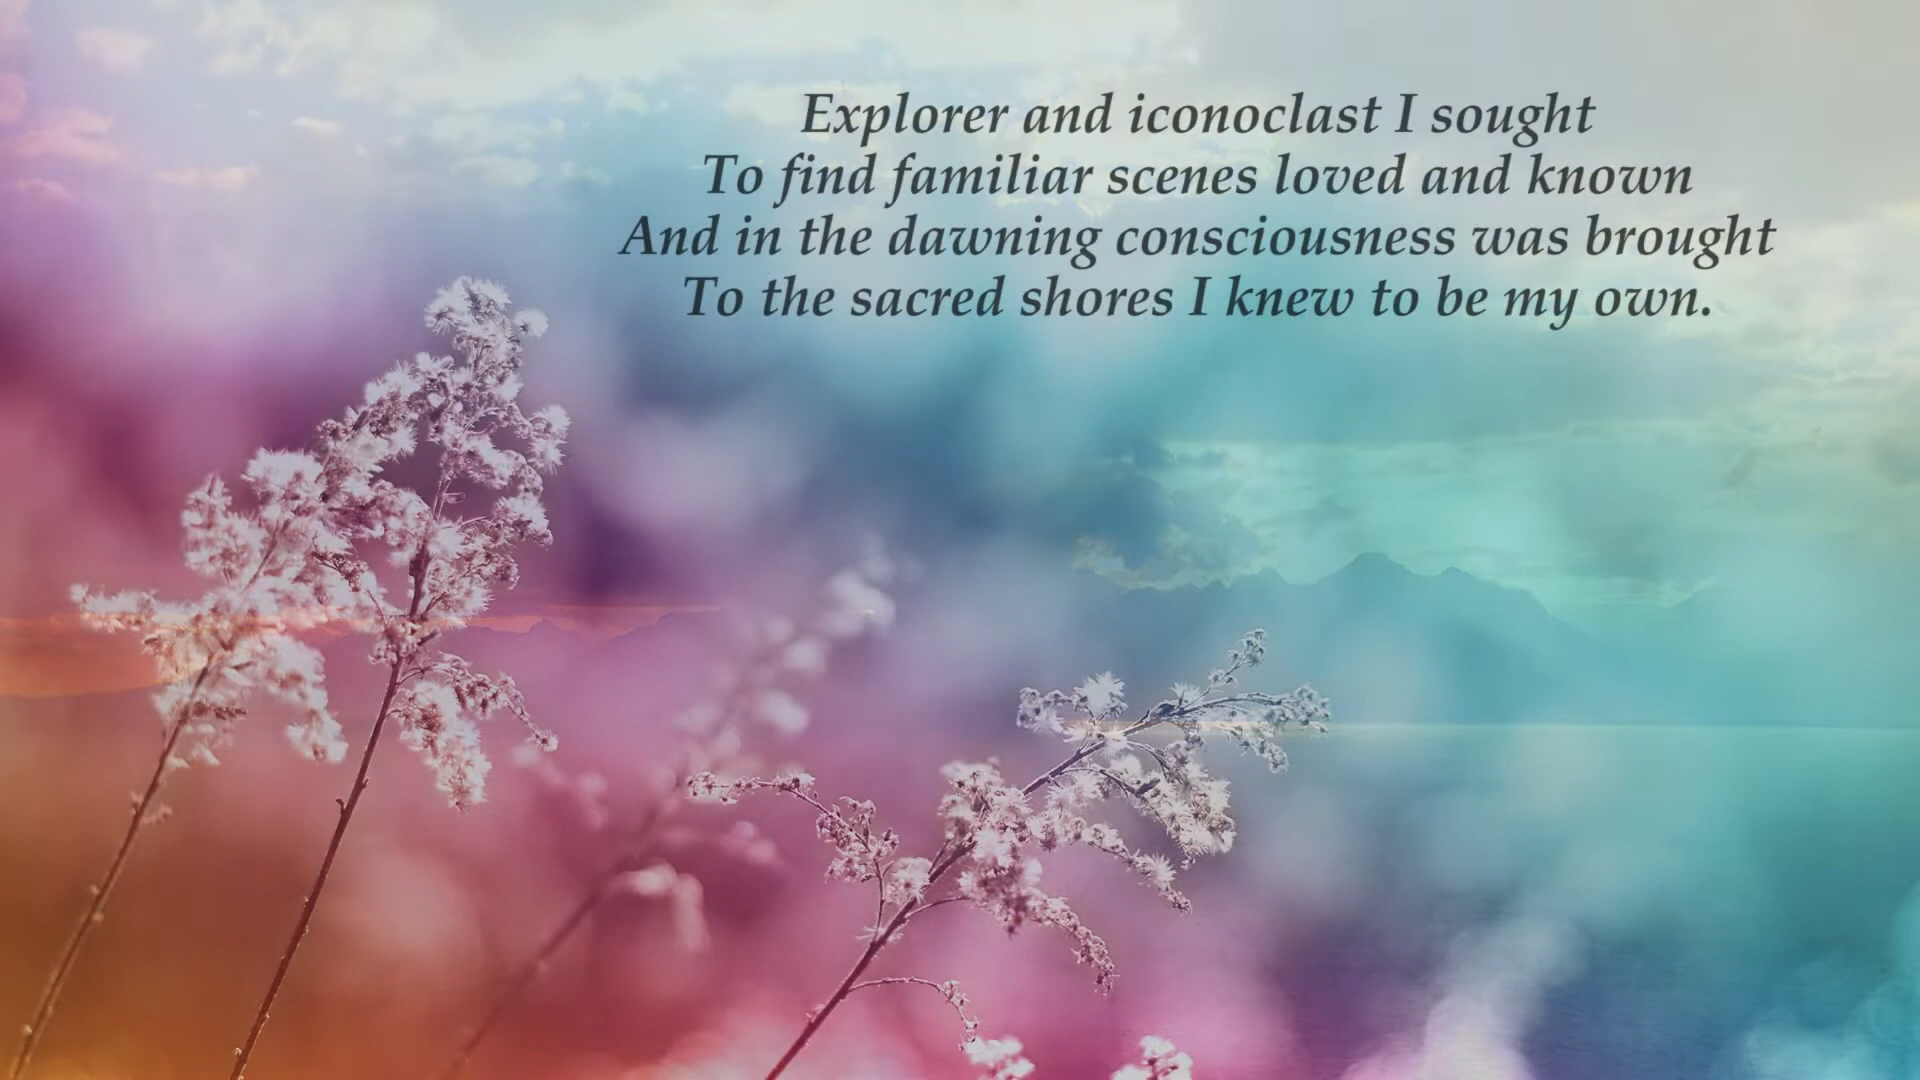 Explorer and iconoclast I sought
To find familiar scenes loved and known
And in the dawning consciousness was brought
To the sacred shores I knew to be my own.